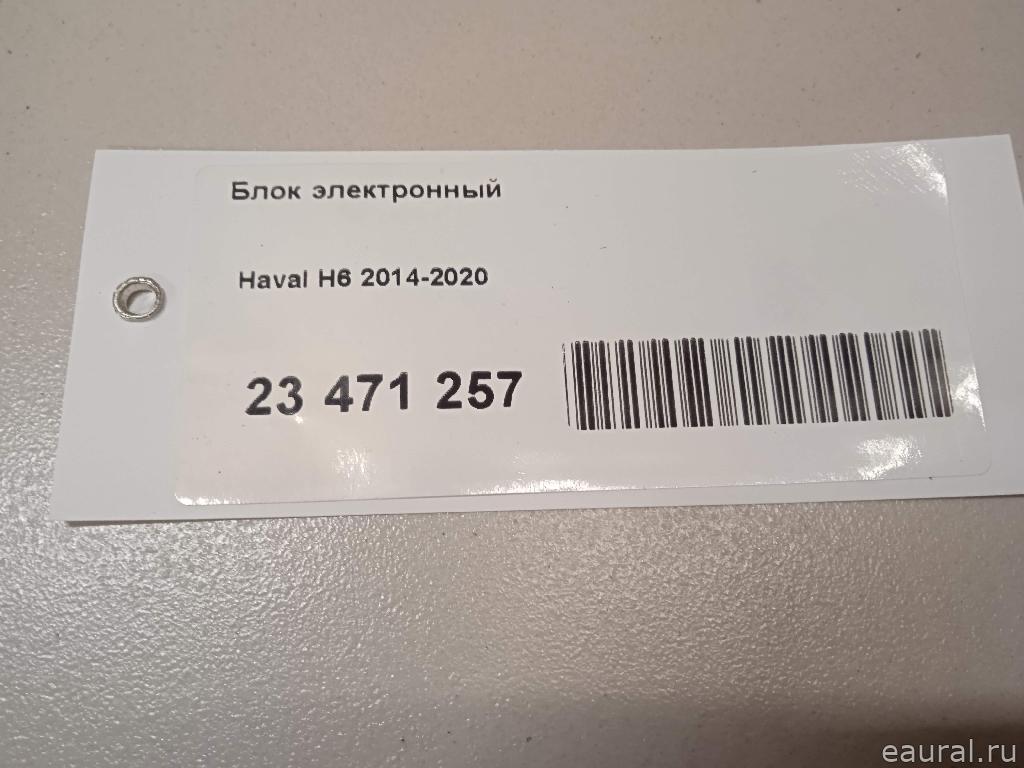 Блок электронный
Haval H6 2014-2020
23 471 257
eaural.ru